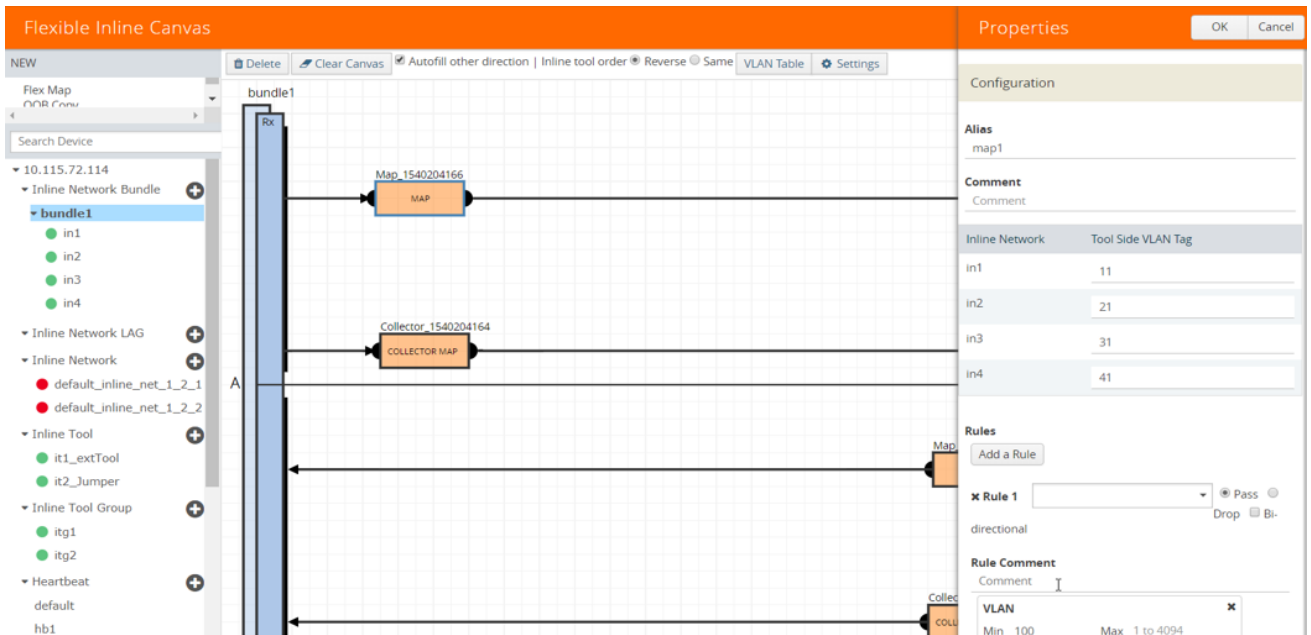 Flexible Inline Canvas
NEW
Flex Map
OOB Copy
Search Device
10.115.72.114
Inline Network Bundle
bundle1
in1
in2
in3
in4
Inline Network LAG
Inline Network
default_inline_net_1_2_1
default_inline_net_1_2_2
Inline Tool
it1_extTool
it2_Jumper
Inline Tool Group
itg1
itg2
Heartbeat
default
hb1
Delete Clear Canvas Autofill other direction | Inline tool order Reverse Same VLAN Table Settings
bundle1
Rx
Map_1540204166
MAP
Collector_1540204164
COLLECTOR MAP
A
Map_
Collec
COLL
Properties OK Cancel
Configuration
Alias
map1
Comment
Comment
Inline Network Tool Side VLAN Tag
in1 11
in2 21
in3 31
in4 41
Rules
Add a Rule
x Rule 1 Pass
Drop Bi-
directional
Rule Comment
Comment
VLAN x
Min 100 Max 1 to 4094